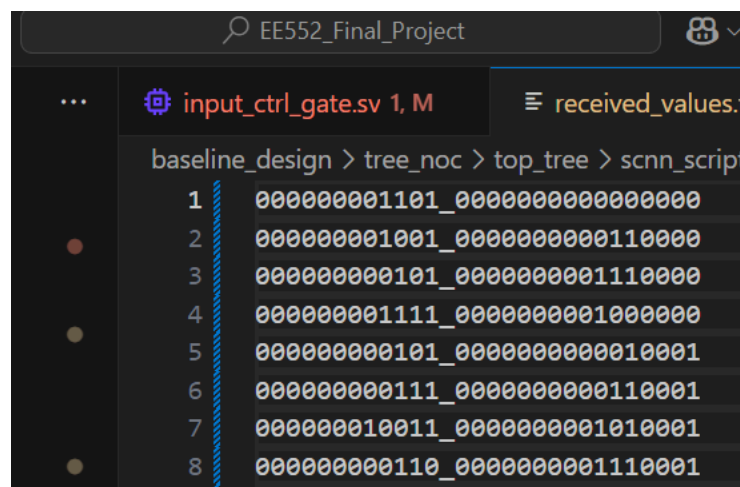 EE552_Final_Project
input_ctrl_gate.sv 1, M
received_values.
baseline_design > tree_noc > top_tree > scnn_script
1 000000001101_0000000000000000
2 000000001001_0000000000110000
3 000000000101_0000000001110000
4 000000001111_0000000001000000
5 000000000101_0000000000010001
6 000000000111_0000000000110001
7 000000010011_0000000001010001
8 000000000110_0000000001110001